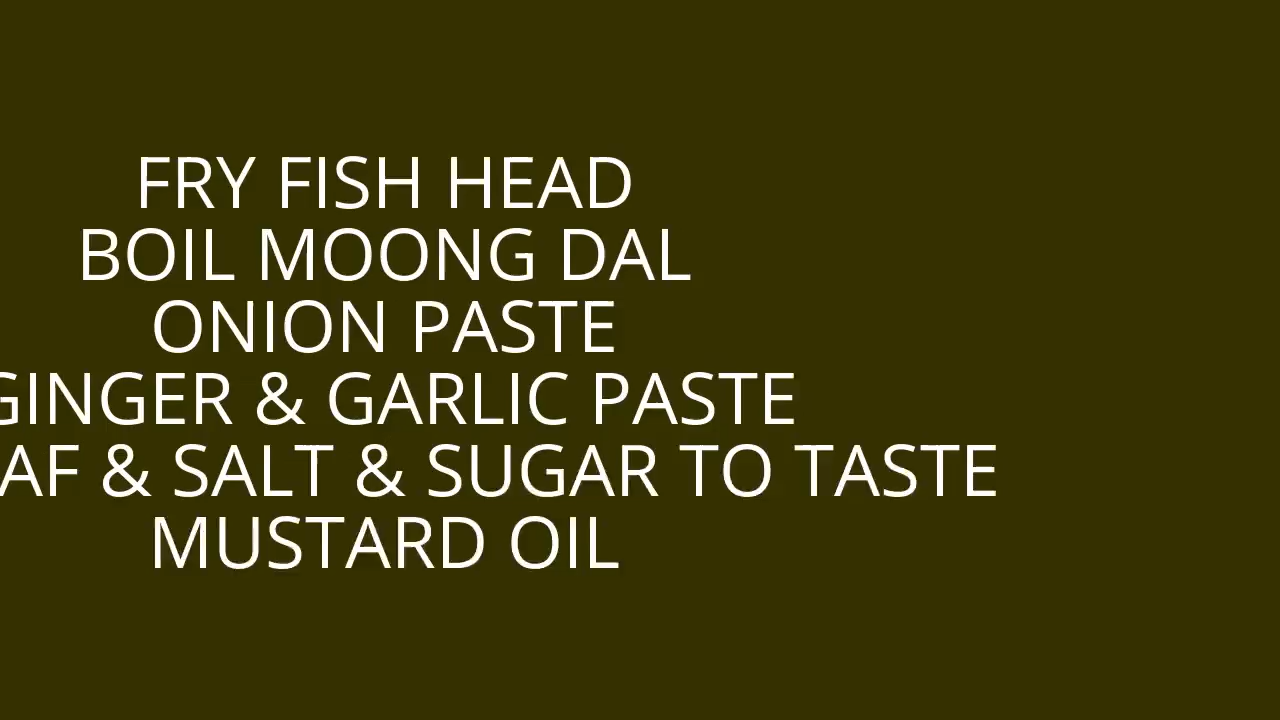 FRY FISH HEAD
BOIL MOONG DAL
ONION PASTE
GINGER & GARLIC PASTE
& SALT & SUGAR TO TASTE
MUSTARD OIL